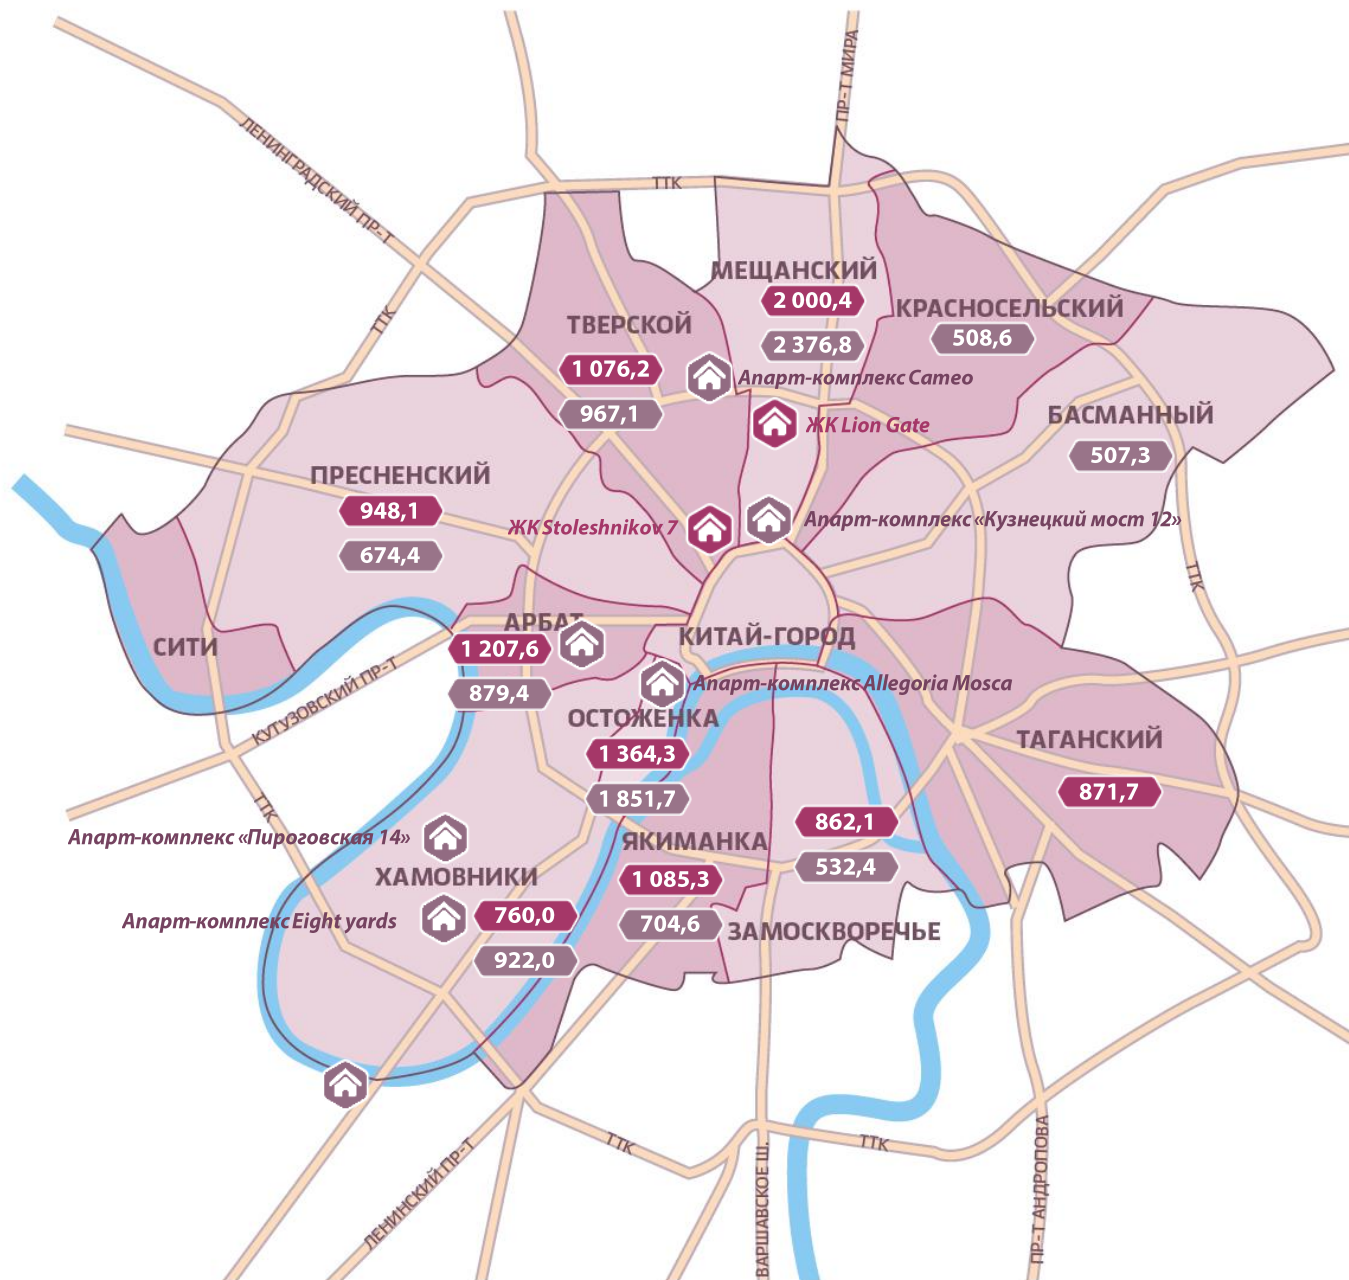 ПР-Т МИРА
ЛЕНИНГРАДСКИЙ ПР-Т
ТТК
МЕЩАНСКИЙ
2 000,4
2 376,8
КРАСНОСЕЛЬСКИЙ
508,6
ТТК
ТВЕРСКОЙ
1 076,2
967,1
Апарт-комплекс Cameo
ЖК Lion Gate
БАСМАННЫЙ
507,3
ПРЕСНЕНСКИЙ
948,1
674,4
ЖК Stoleshnikov 7
Апарт-комплекс «Кузнецкий мост 12»
ТТК
СИТИ
АРБАТ
1 207,6
879,4
КИТАЙ-ГОРОД
Апарт-комплекс Allegoria Mosca
КУТУЗОВСКИЙ ПР-Т
ОСТОЖЕНКА
1 364,3
1 851,7
ТАГАНСКИЙ
871,7
ТТК
Апарт-комплекс «Пироговская 14»
ЯКИМАНКА
1 085,3
704,6
862,1
532,4
ЗАМОСКВОРЕЧЬЕ
ХАМОВНИКИ
760,0
922,0
Апарт-комплекс Eight yards
ТТК
ТТК
ЛЕНИНСКИЙ ПР-Т
ВАРШАВСКОЕ Ш.
ПР-Т АНДРОПОВА